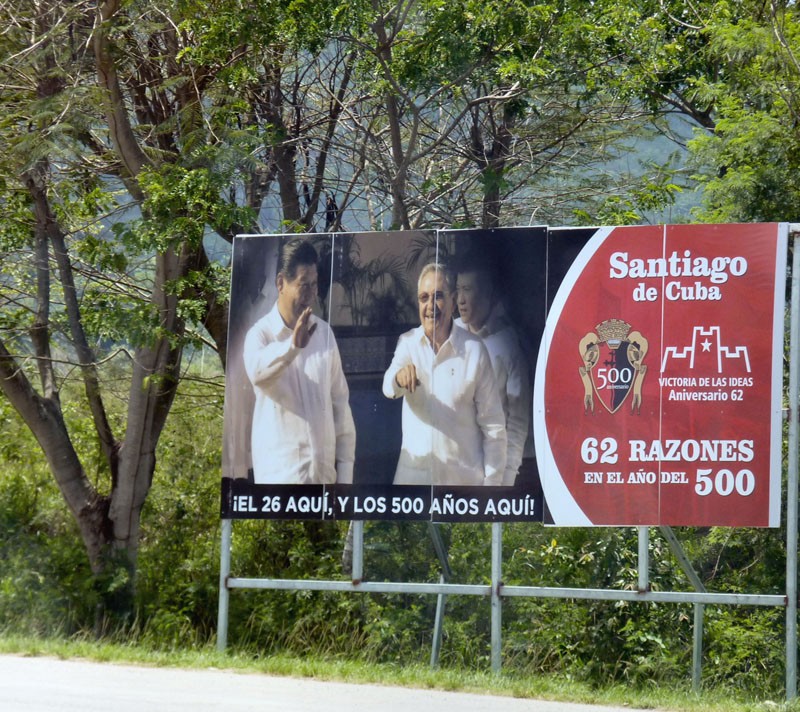 ¡EL 26 AQUÍ, Y LOS 500 AÑOS AQUÍ!
Santiago
de Cuba
500
aniversario
VICTORIA DE LAS IDEAS
Aniversario 62
62 RAZONES
EN EL AÑO DEL 500